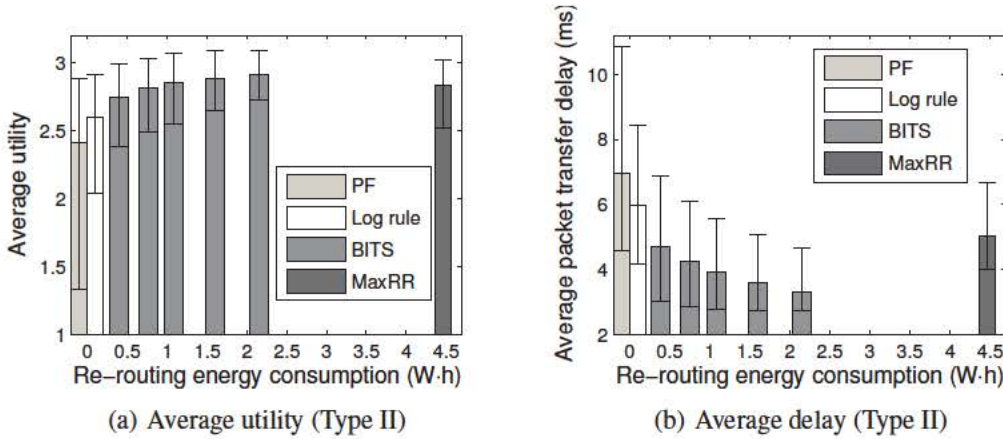 Average utility
3
2.5
2
1.5
1
PF
Log rule
BITS
MaxRR
0 0.5 1 1.5 2 2.5 3 3.5 4 4.5
Re-routing energy consumption (W·h)
(a) Average utility (Type II)
Average packet transfer delay (ms)
10
8
6
4
2
PF
Log rule
BITS
MaxRR
0 0.5 1 1.5 2 2.5 3 3.5 4 4.5
Re-routing energy consumption (W·h)
(b) Average delay (Type II)